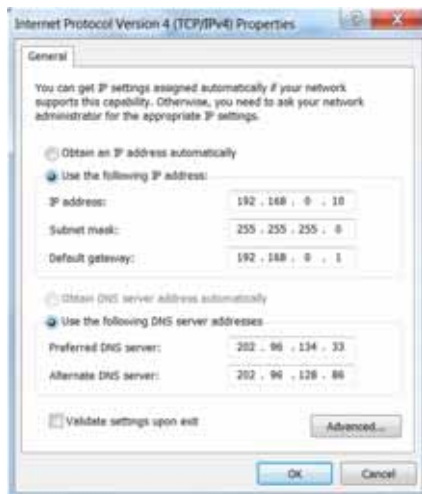 Internet Protocol Version 4 (TCP/IPv4) Properties
General
You can get IP settings assigned automatically if your network
supports this capability. Otherwise, you need to ask your network
administrator for the appropriate IP settings.
Obtain an IP address automatically
Use the following IP address:
IP address: 192 . 168 . 0 . 10
Subnet mask: 255 . 255 . 255 . 0
Default gateway: 192 . 168 . 0 . 1
Obtain DNS server address automatically
Use the following DNS server addresses
Preferred DNS server: 202 . 96 . 134 . 33
Alternate DNS server: 202 . 96 . 128 . 86
Validate settings upon exit
Advanced...
OK Cancel